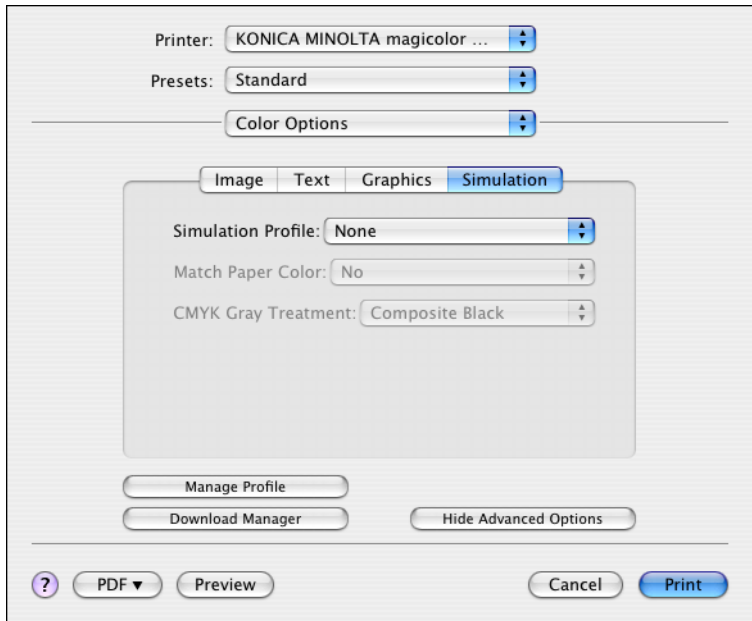 Printer: KONICA MINOLTA magicolor ...
Presets: Standard
Color Options
Image Text Graphics Simulation
Simulation Profile: None
Match Paper Color: No
CMYK Gray Treatment: Composite Black
Manage Profile
Download Manager Hide Advanced Options
? PDF ▼ Preview Cancel Print